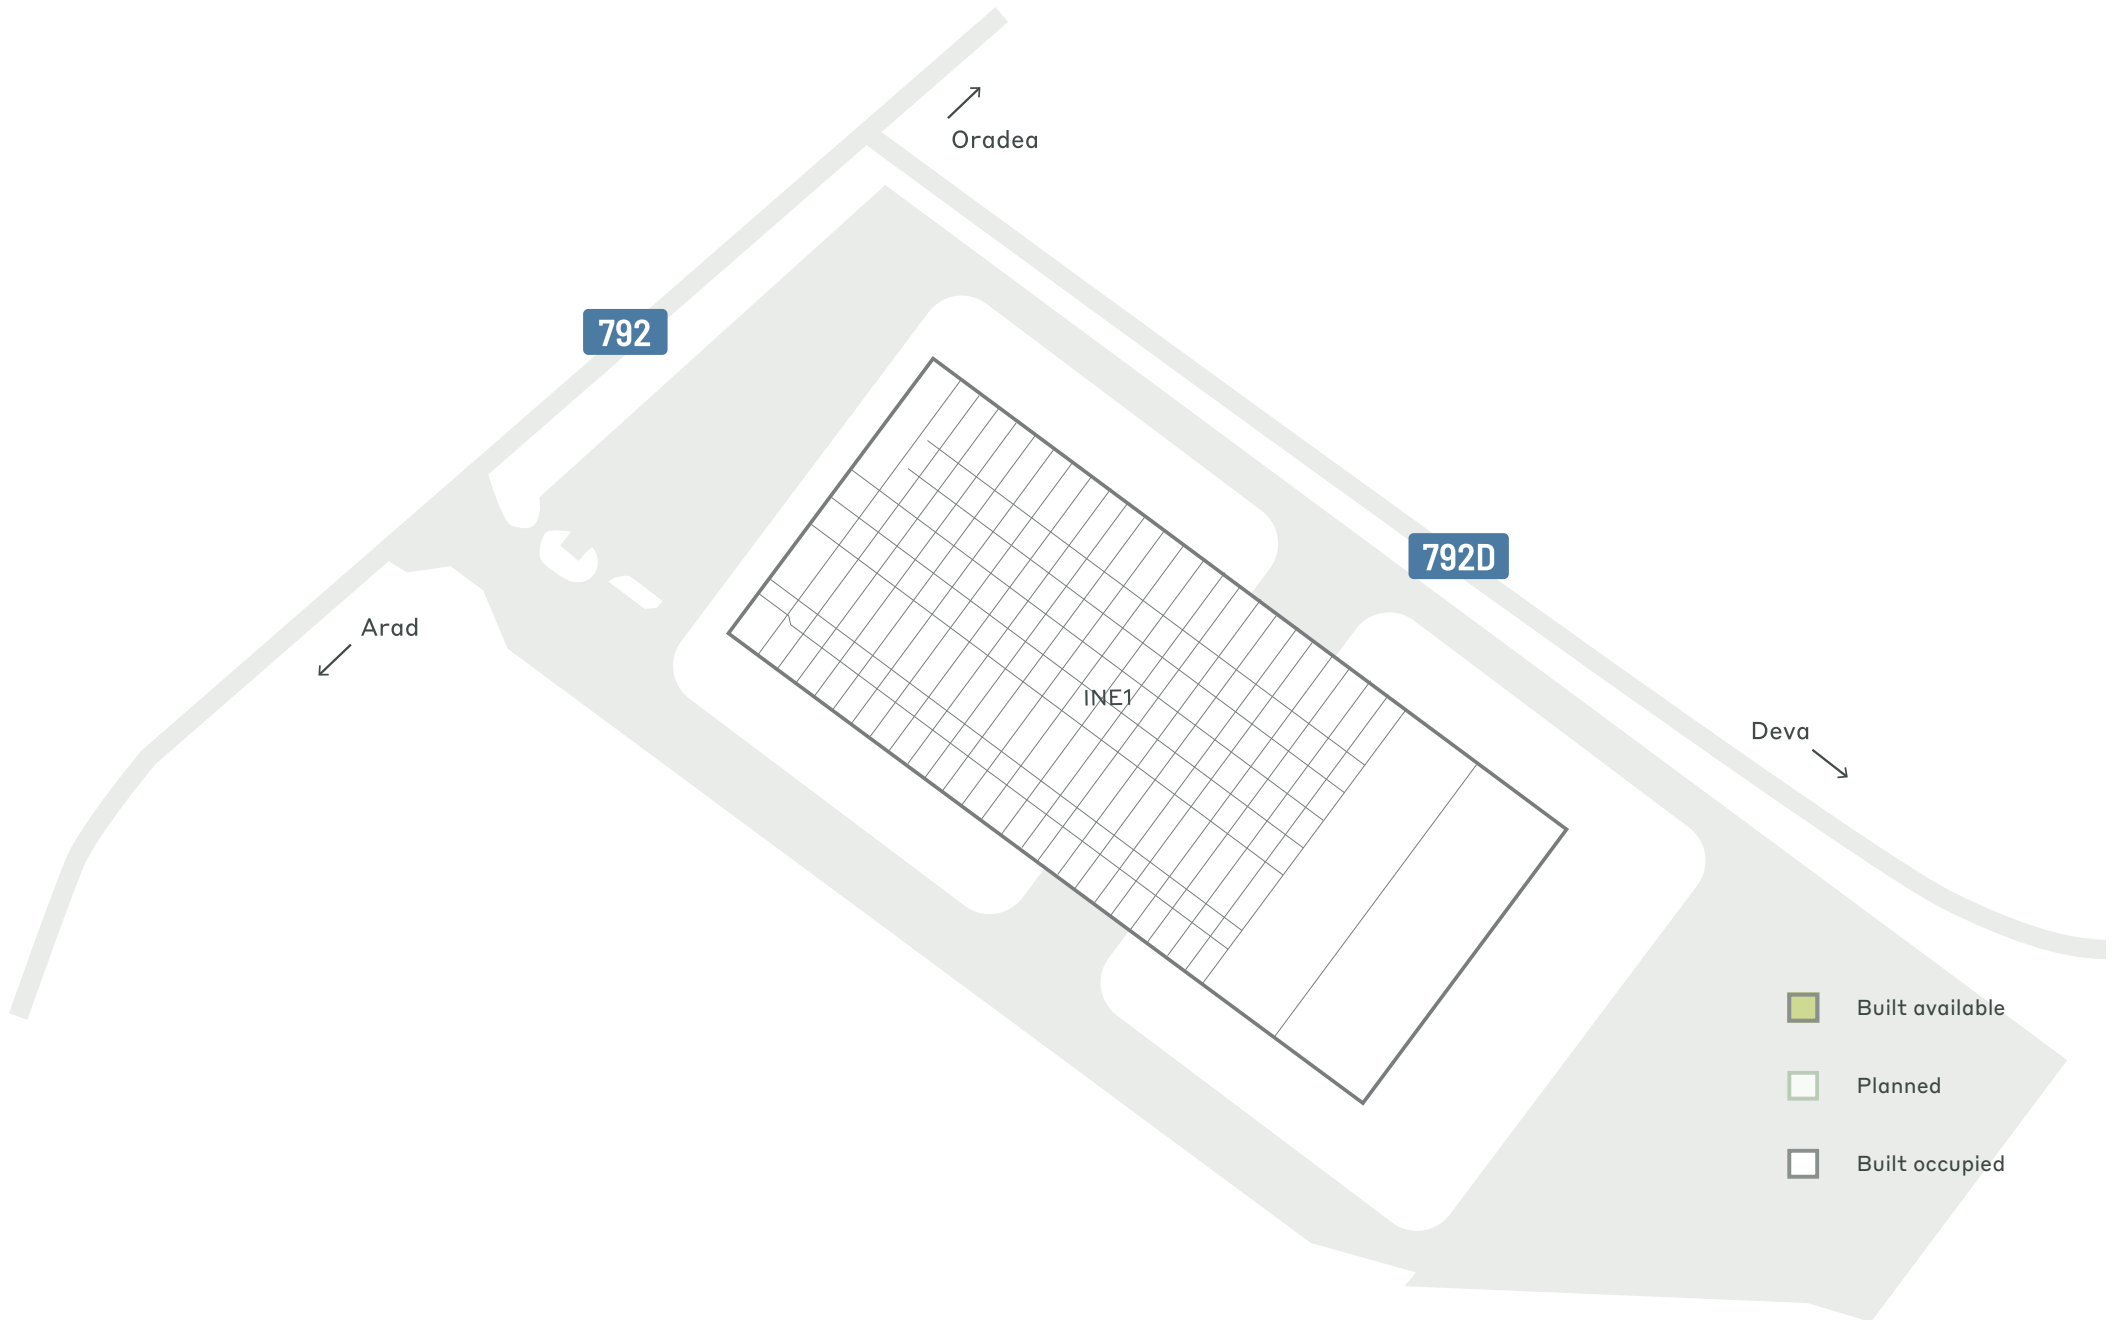 Oradea
792
792D
Arad
INE1
Deva
Built available
Planned
Built occupied